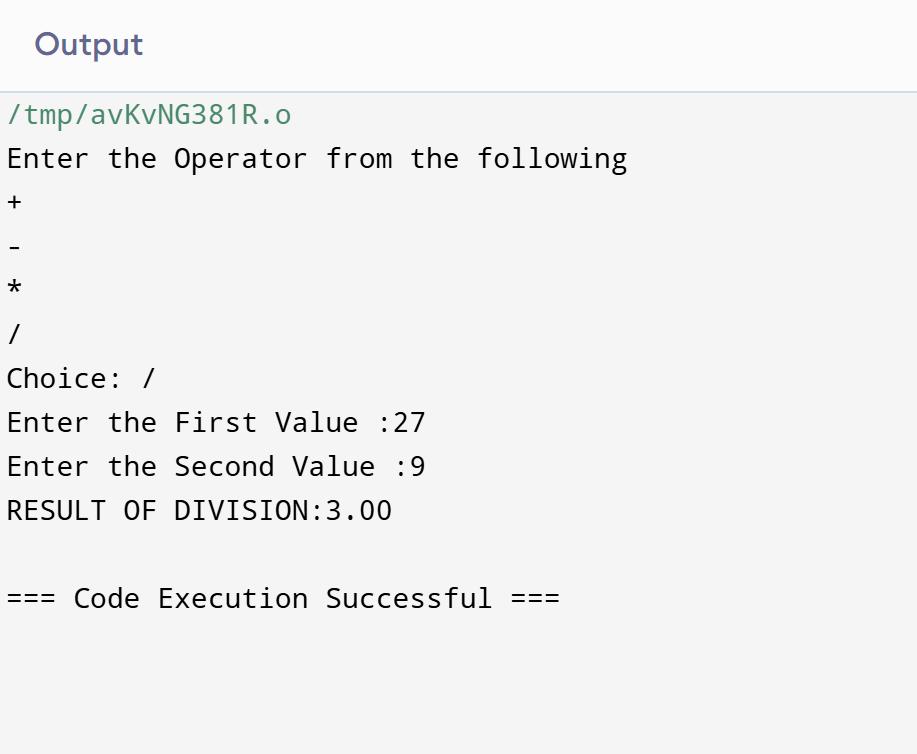 Output
/tmp/avKvNG381R.o
Enter the Operator from the following
+
-
*
/
Choice: /
Enter the First Value :27
Enter the Second Value :9
RESULT OF DIVISION:3.00
=== Code Execution Successful ===